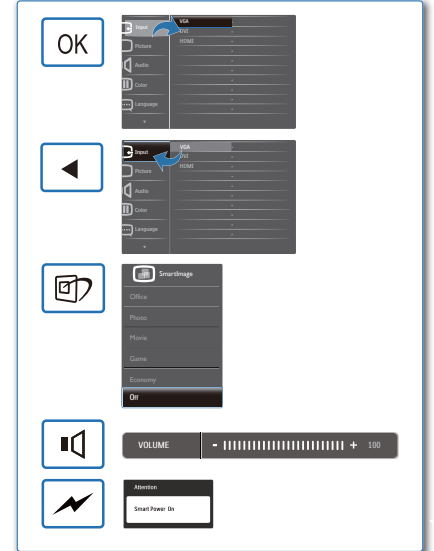 OK
Input
Picture
Audio
Color
Language
VGA
DVI
HDMI
Input
Picture
Audio
Color
Language
VGA
DVI
HDMI
SmartImage
Office
Photo
Movie
Game
Economy
Off
VOLUME - + 100
Attention
Smart Power On